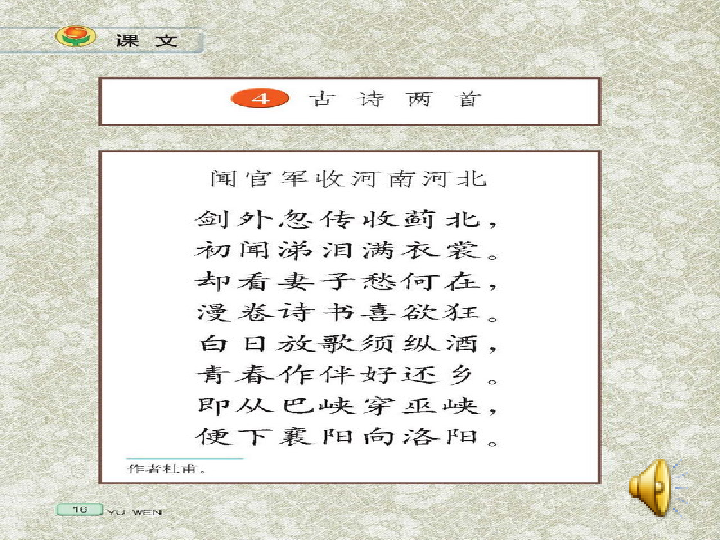 课 文
4 古 诗 两 首
闻官军收河南河北
剑外忽传收蓟北，
初闻涕泪满衣裳。
却看妻子愁何在，
漫卷诗书喜欲狂。
白日放歌须纵酒，
青春作伴好还乡。
即从巴峡穿巫峡，
便下襄阳向洛阳。
作者杜甫。
16 YU WEN